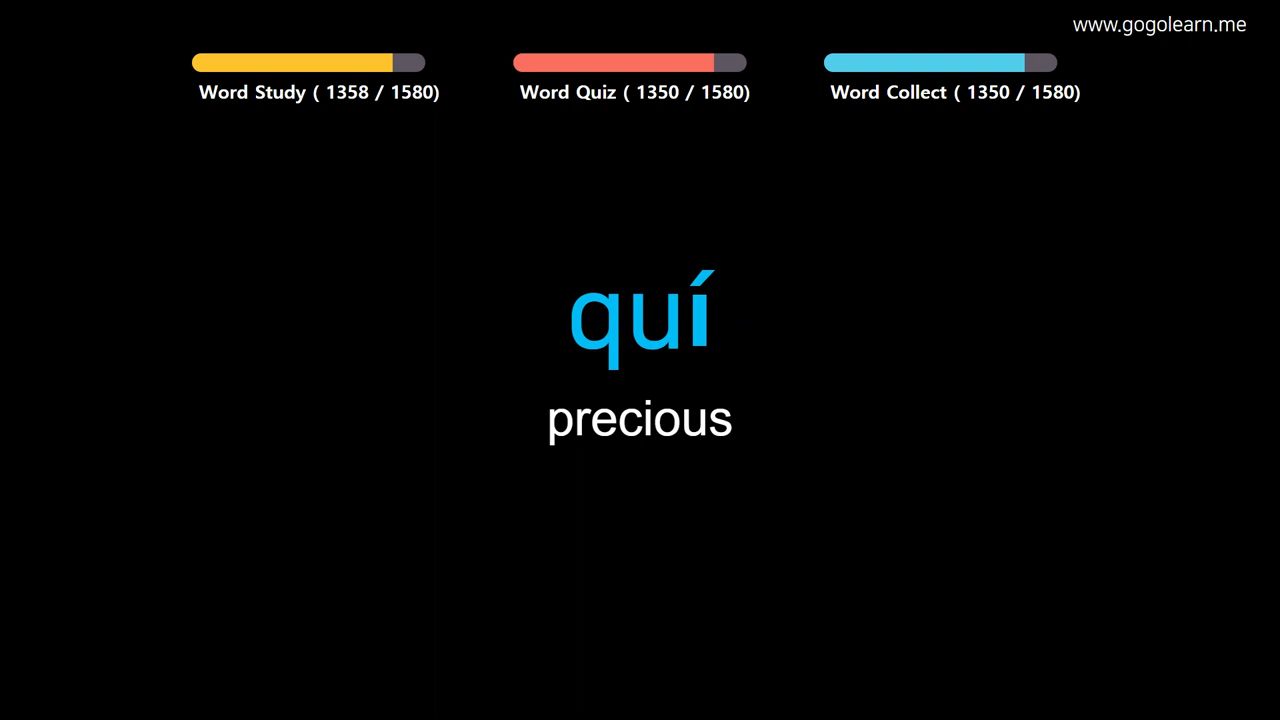 www.gogolearn.me
Word Study ( 1358 / 1580)
Word Quiz ( 1350 / 1580)
Word Collect ( 1350 / 1580)
quí
precious